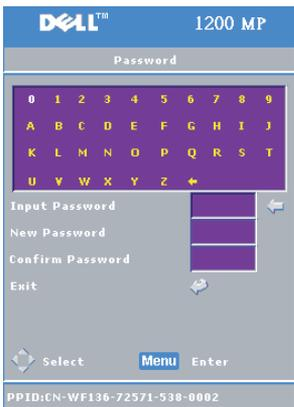 DELL™ 1200 MP
Password
0 1 2 3 4 5 6 7 8 9
A B C D E F G H I J
K L M N O P Q R S T
U V W X Y Z ←
Input Password
New Password
Confirm Password
Exit
Select Menu Enter
PPID:CN-WF136-72571-538-0002